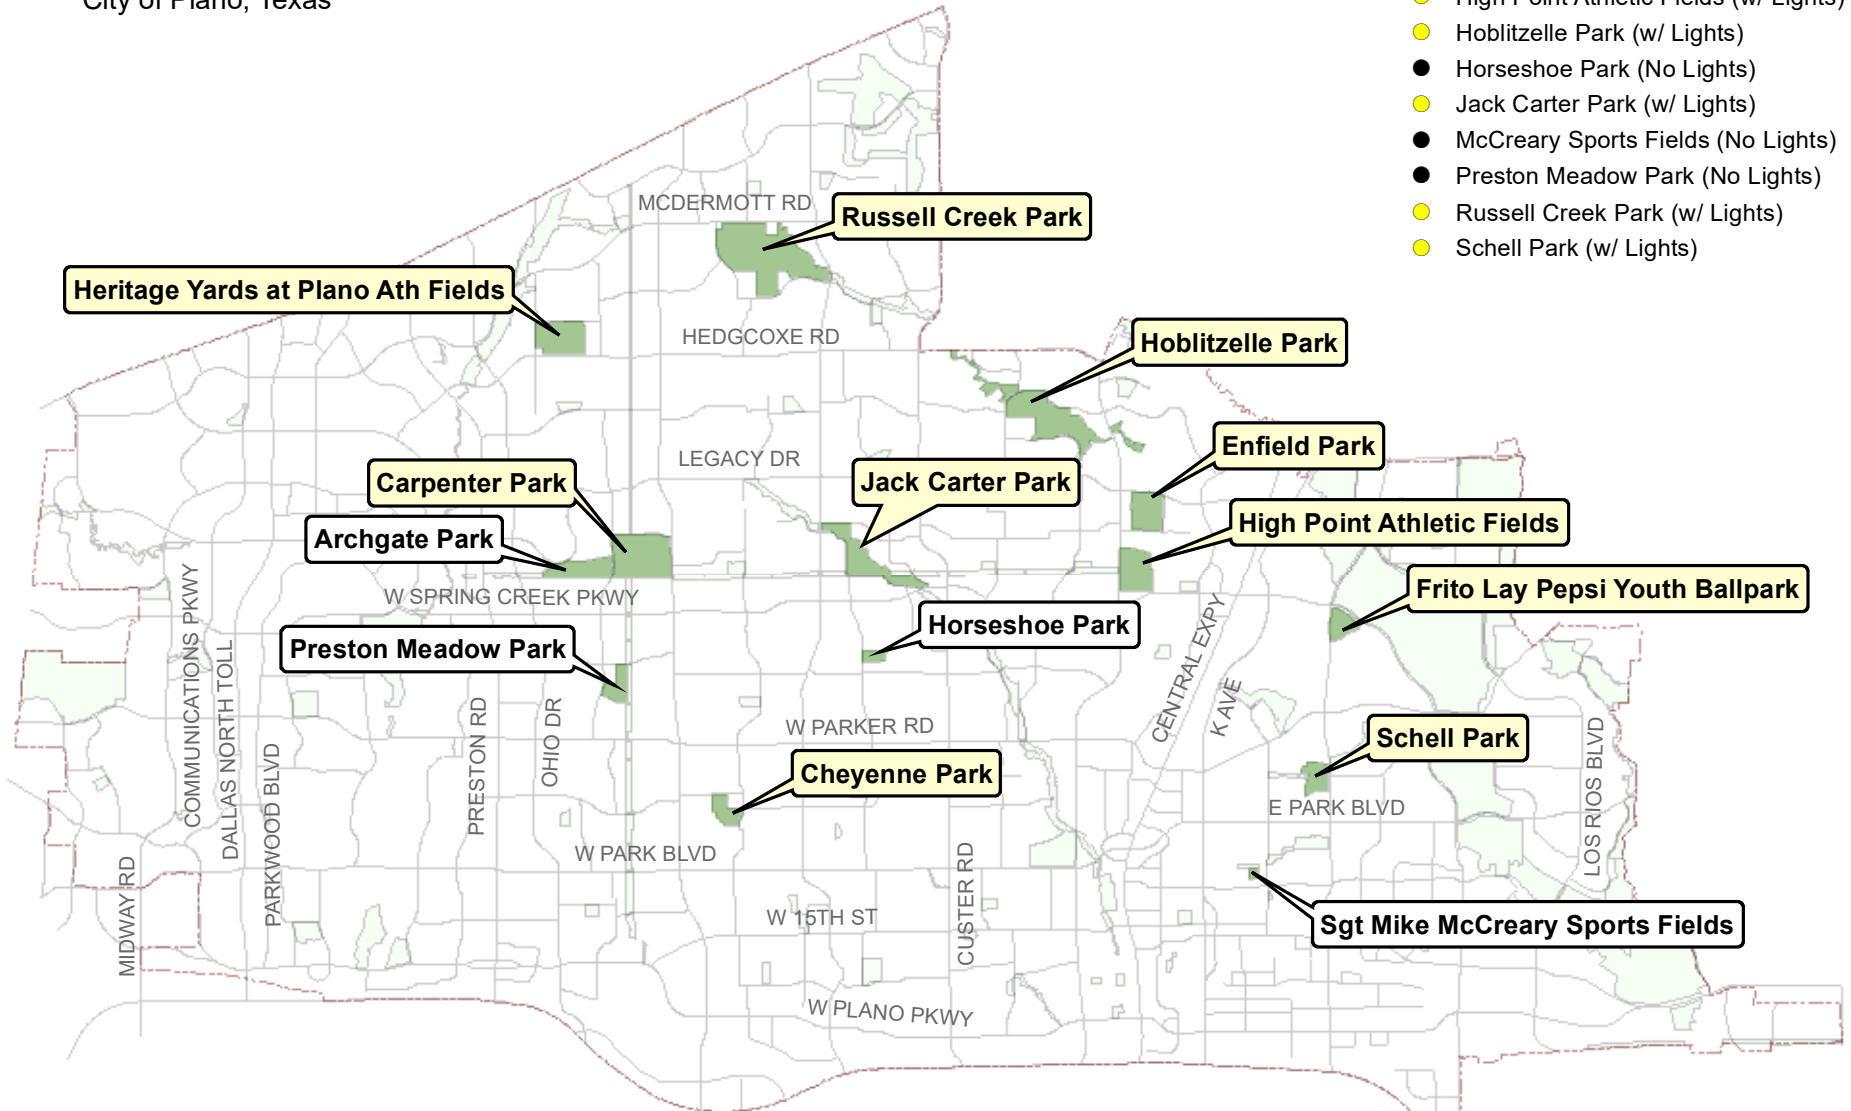 City of Plano, Texas
High Point Athletic Fields (w/ Lights)
Hoblitzelle Park (w/ Lights)
Horseshoe Park (No Lights)
Jack Carter Park (w/ Lights)
McCreary Sports Fields (No Lights)
Preston Meadow Park (No Lights)
Russell Creek Park (w/ Lights)
Schell Park (w/ Lights)
MCDERMOTT RD
Russell Creek Park
Heritage Yards at Plano Ath Fields
HEDGCOXE RD
Hoblitzelle Park
Enfield Park
LEGACY DR
Carpenter Park
Jack Carter Park
High Point Athletic Fields
Archgate Park
Frito Lay Pepsi Youth Ballpark
W SPRING CREEK PKWY
Horseshoe Park
Preston Meadow Park
COMMUNICATIONS PKWY
DALLAS NORTH TOLL
PARKWOOD BLVD
PRESTON RD
OHIO DR
CENTRAL EXPY
K AVE
W PARKER RD
Schell Park
LOS RIOS BLVD
Cheyenne Park
E PARK BLVD
W PARK BLVD
MIDWAY RD
CUSTER RD
W 15TH ST
Sgt Mike McCreary Sports Fields
W PLANO PKWY